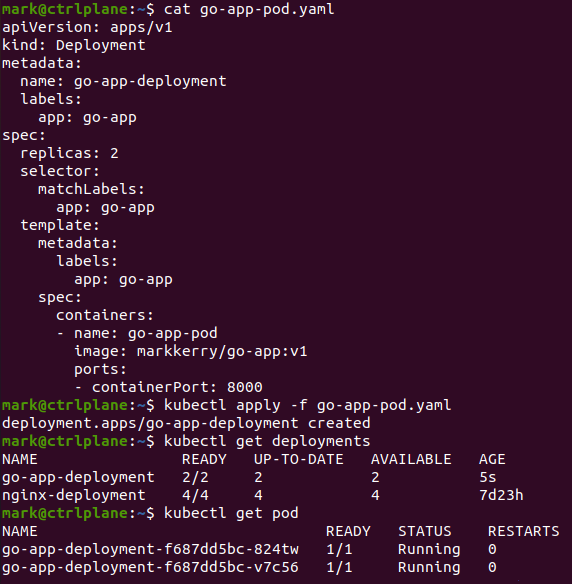 mark@ctrlplane:~$ cat go-app-pod.yaml
apiVersion: apps/v1
kind: Deployment
metadata:
  name: go-app-deployment
  labels:
    app: go-app
spec:
  replicas: 2
  selector:
    matchLabels:
      app: go-app
  template:
    metadata:
      labels:
        app: go-app
    spec:
      containers:
      - name: go-app-pod
        image: markkerry/go-app:v1
        ports:
        - containerPort: 8000
mark@ctrlplane:~$ kubectl apply -f go-app-pod.yaml
deployment.apps/go-app-deployment created
mark@ctrlplane:~$ kubectl get deployments
NAME                READY   UP-TO-DATE   AVAILABLE   AGE
go-app-deployment   2/2     2            2           5s
nginx-deployment    4/4     4            4           7d23h
mark@ctrlplane:~$ kubectl get pod
NAME                                READY   STATUS    RESTARTS
go-app-deployment-f687dd5bc-824tw   1/1     Running   0
go-app-deployment-f687dd5bc-v7c56   1/1     Running   0